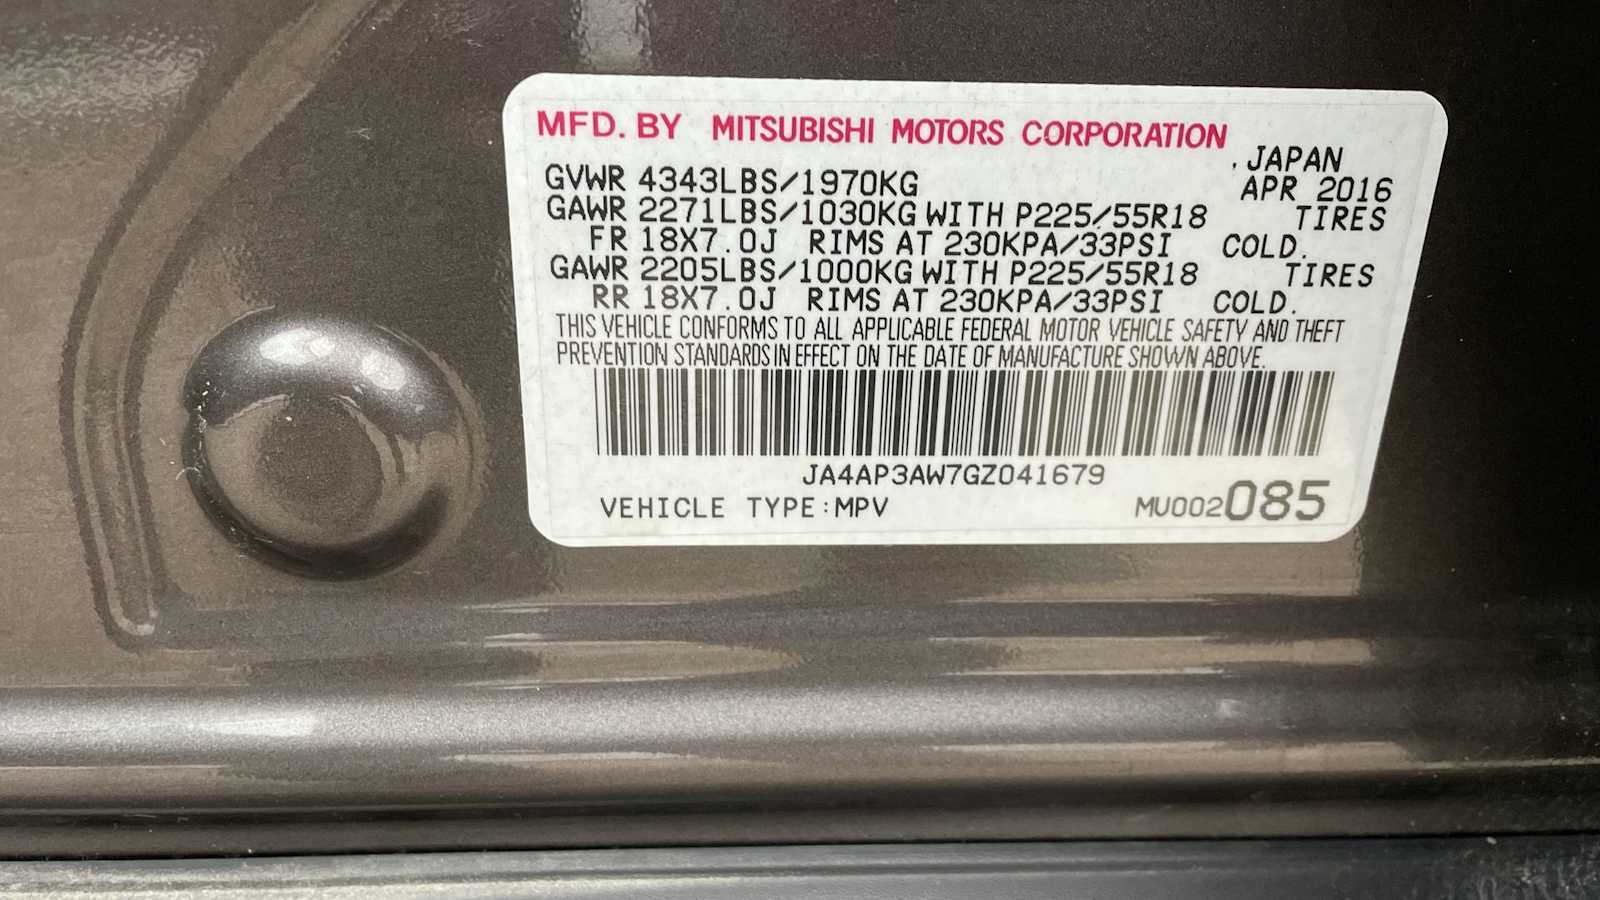 MFD. BY MITSUBISHI MOTORS CORPORATION
, JAPAN
GVWR 4343LBS/1970KG APR 2016
GAWR 2271LBS/1030KG WITH P225/55R18 TIRES
FR 18X7.0J RIMS AT 230KPA/33PSI COLD.
GAWR 2205LBS/1000KG WITH P225/55R18 TIRES
RR 18X7.0J RIMS AT 230KPA/33PSI COLD.
THIS VEHICLE CONFORMS TO ALL APPLICABLE FEDERAL MOTOR VEHICLE SAFETY AND THEFT
PREVENTION STANDARDS IN EFFECT ON THE DATE OF MANUFACTURE SHOWN ABOVE.
JA4AP3AW7GZ041679
VEHICLE TYPE:MPV MU002085